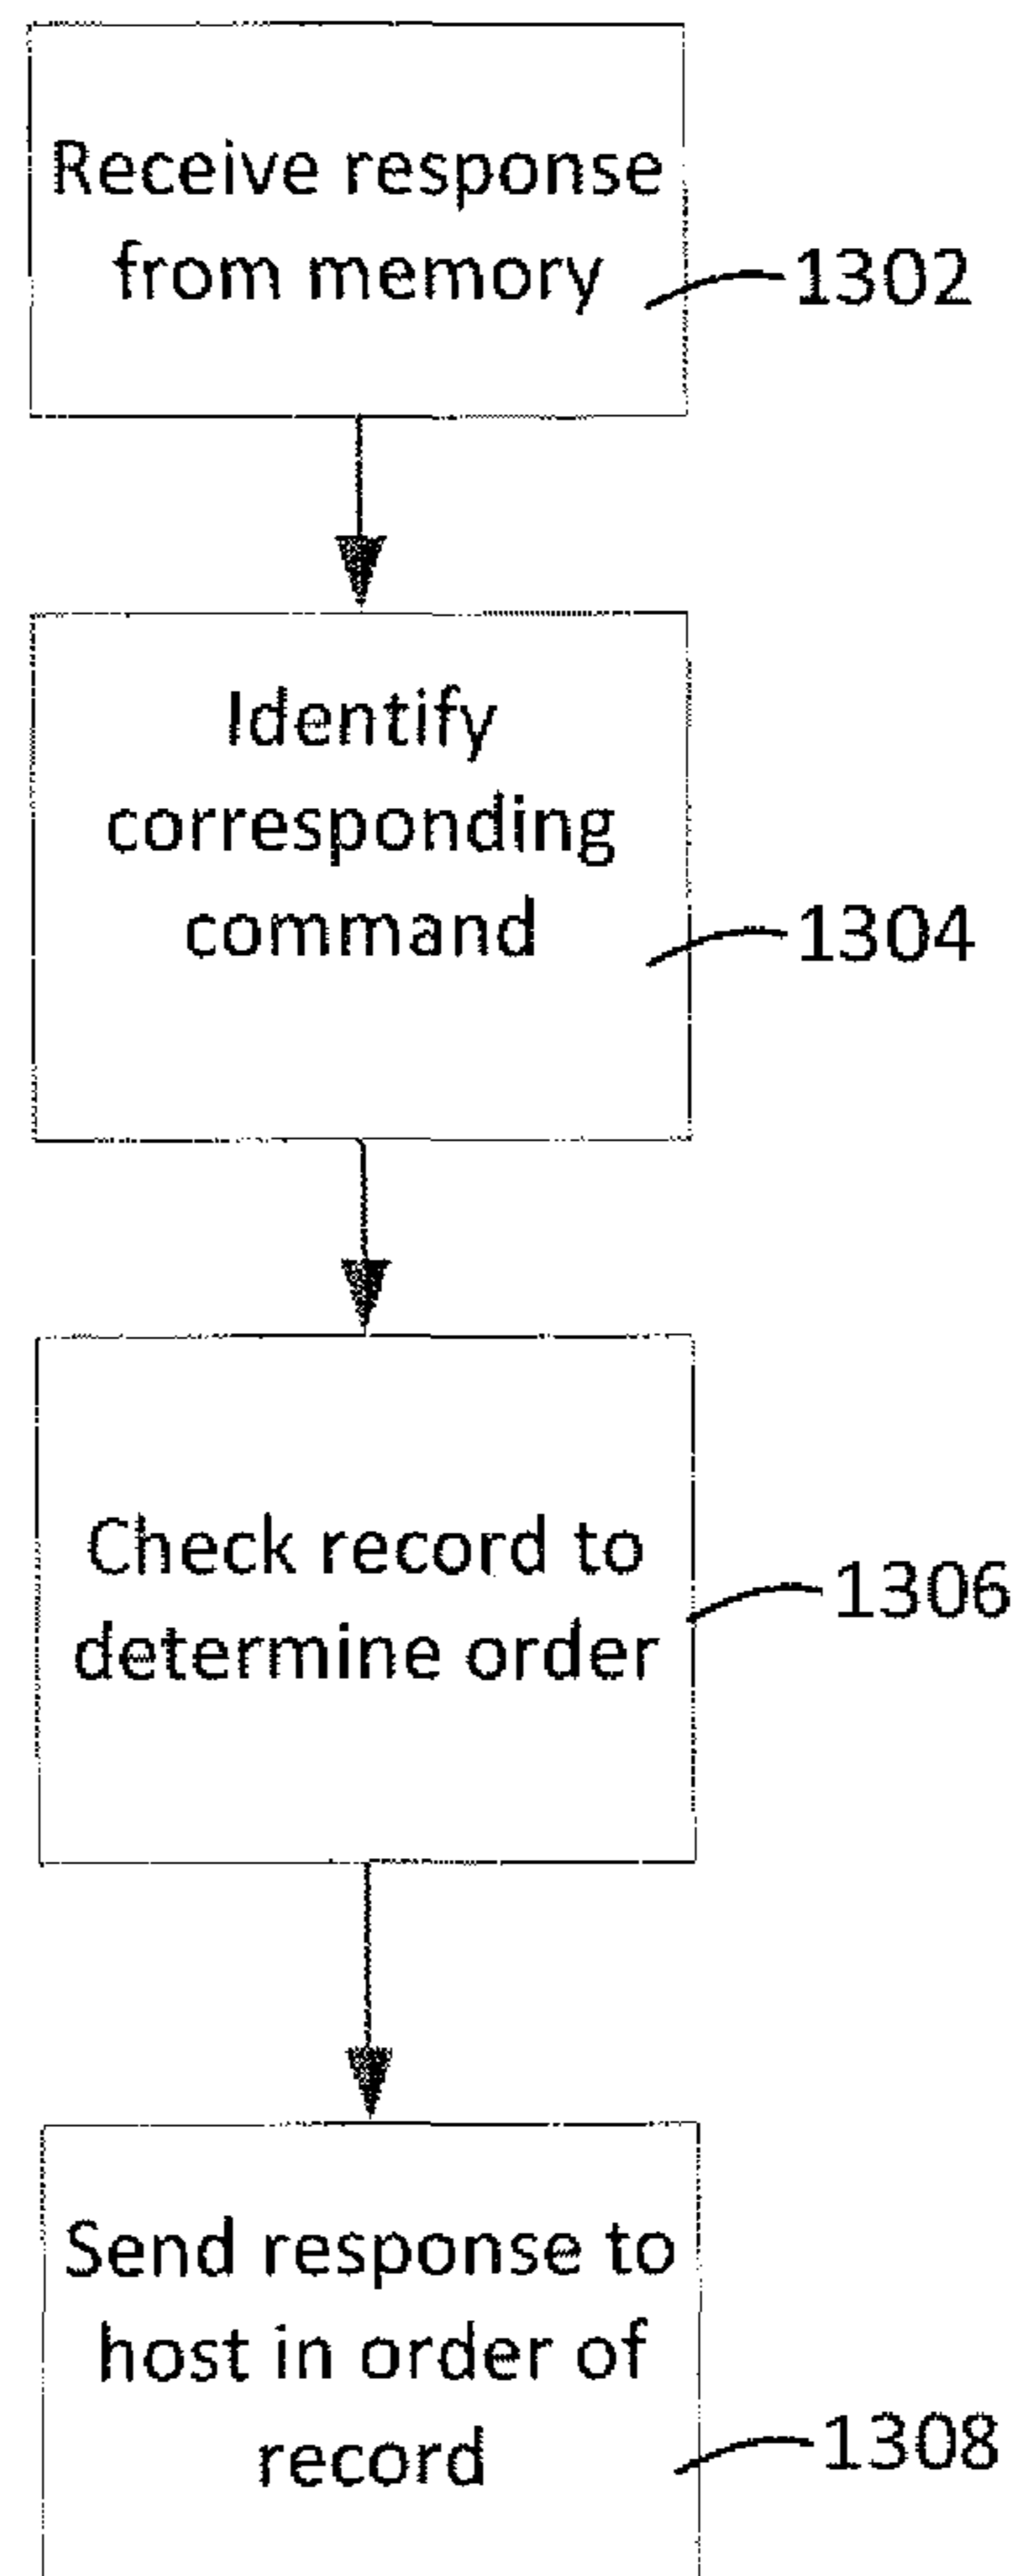 Receive response
from memory
1302
Identify
corresponding
command
1304
Check record to
determine order
1306
Send response to
host in order of
record
1308